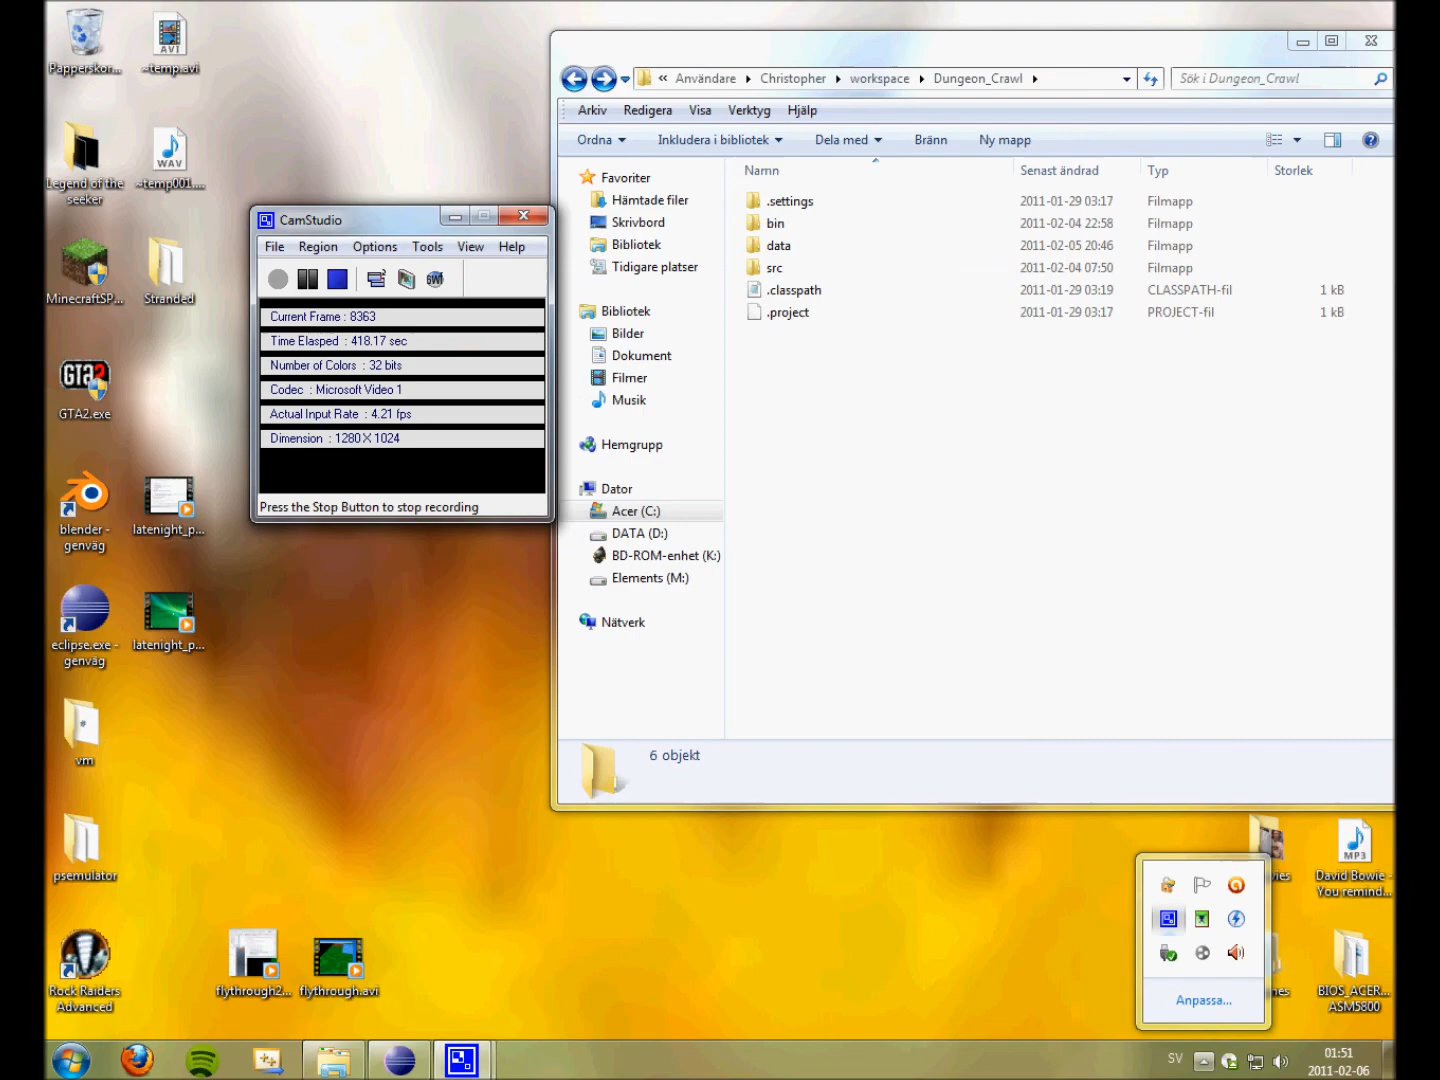 Papperskor...
~temp.avi
AVI
Legend of the
seeker
WAV
~temp001....
MinecraftSP...
Stranded
GTA2
GTA2.exe
blender -
genväg
latenight_p...
eclipse.exe -
genväg
latenight_p...
vm
psemulator
Rock Raiders
Advanced
flythrough2...
flythrough.avi
CamStudio
File Region Options Tools View Help
SWF
Current Frame : 8363
Time Elasped : 418.17 sec
Number of Colors : 32 bits
Codec : Microsoft Video 1
Actual Input Rate : 4.21 fps
Dimension : 1280 X 1024
Press the Stop Button to stop recording
« Användare Christopher workspace Dungeon_Crawl
Sök i Dungeon_Crawl
Arkiv Redigera Visa Verktyg Hjälp
Ordna Inkludera i bibliotek Dela med Bränn Ny mapp
Favoriter
Hämtade filer
Skrivbord
Bibliotek
Tidigare platser
Bibliotek
Bilder
Dokument
Filmer
Musik
Hemgrupp
Dator
Acer (C:)
DATA (D:)
BD-ROM-enhet (K:)
Elements (M:)
Nätverk
Namn Senast ändrad Typ Storlek
.settings 2011-01-29 03:17 Filmapp
bin 2011-02-04 22:58 Filmapp
data 2011-02-05 20:46 Filmapp
src 2011-02-04 07:50 Filmapp
.classpath 2011-01-29 03:19 CLASSPATH-fil 1 kB
.project 2011-01-29 03:17 PROJECT-fil 1 kB
6 objekt
MP3
David Bowie -
You remind...
BIOS_ACER...
ASM5800
Anpassa...
SV
01:51
2011-02-06